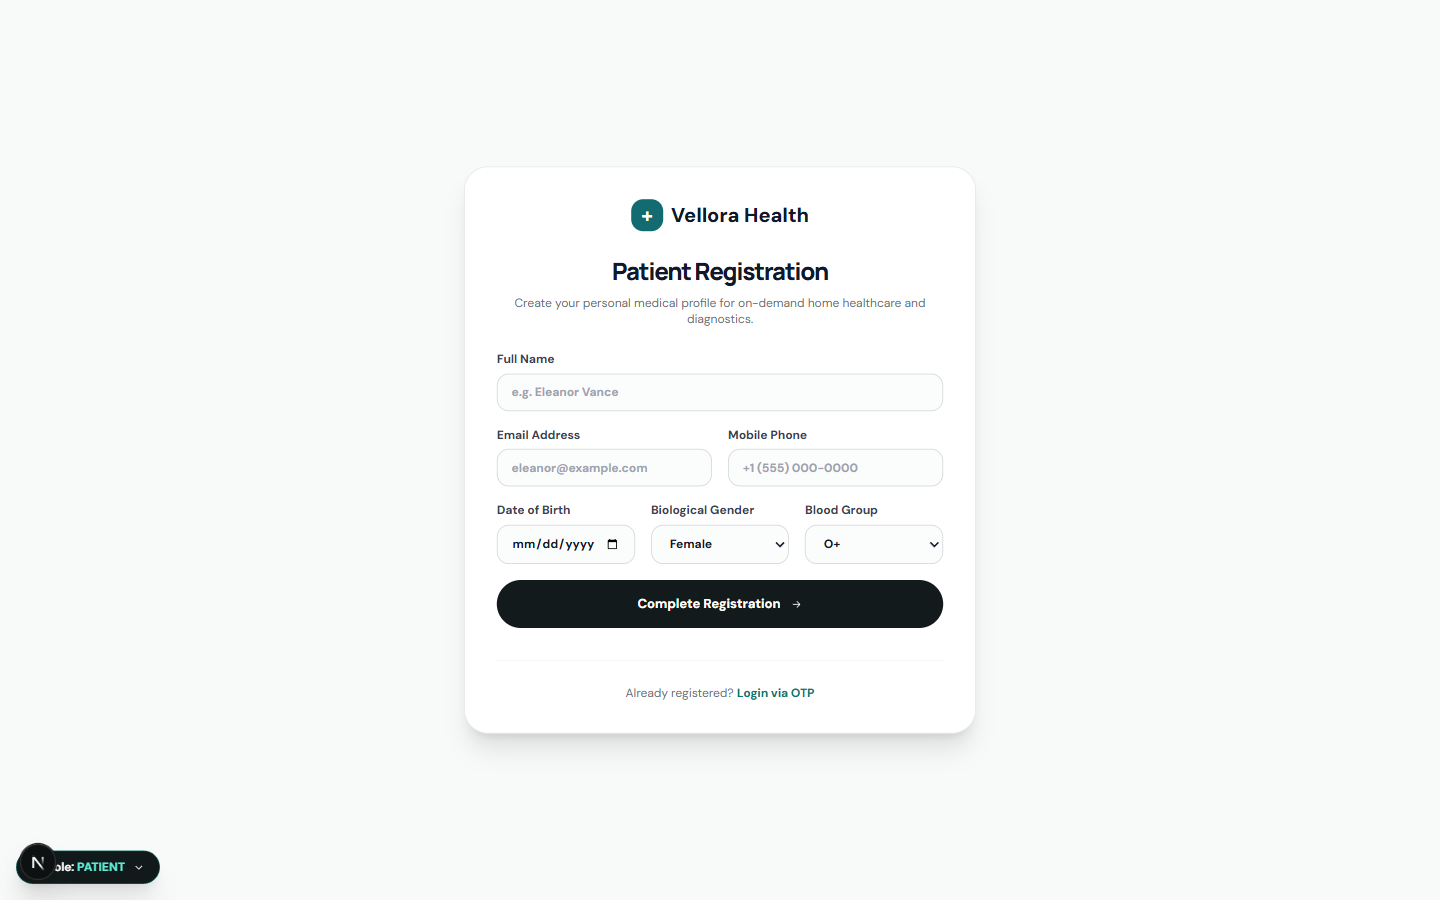 + Vellora Health
Patient Registration
Create your personal medical profile for on-demand home healthcare and
diagnostics.
Full Name
e.g. Eleanor Vance
Email Address Mobile Phone
eleanor@example.com +1 (555) 000-0000
Date of Birth Biological Gender Blood Group
mm/dd/yyyy Female O+
Complete Registration →
Already registered? Login via OTP
N PATIENT